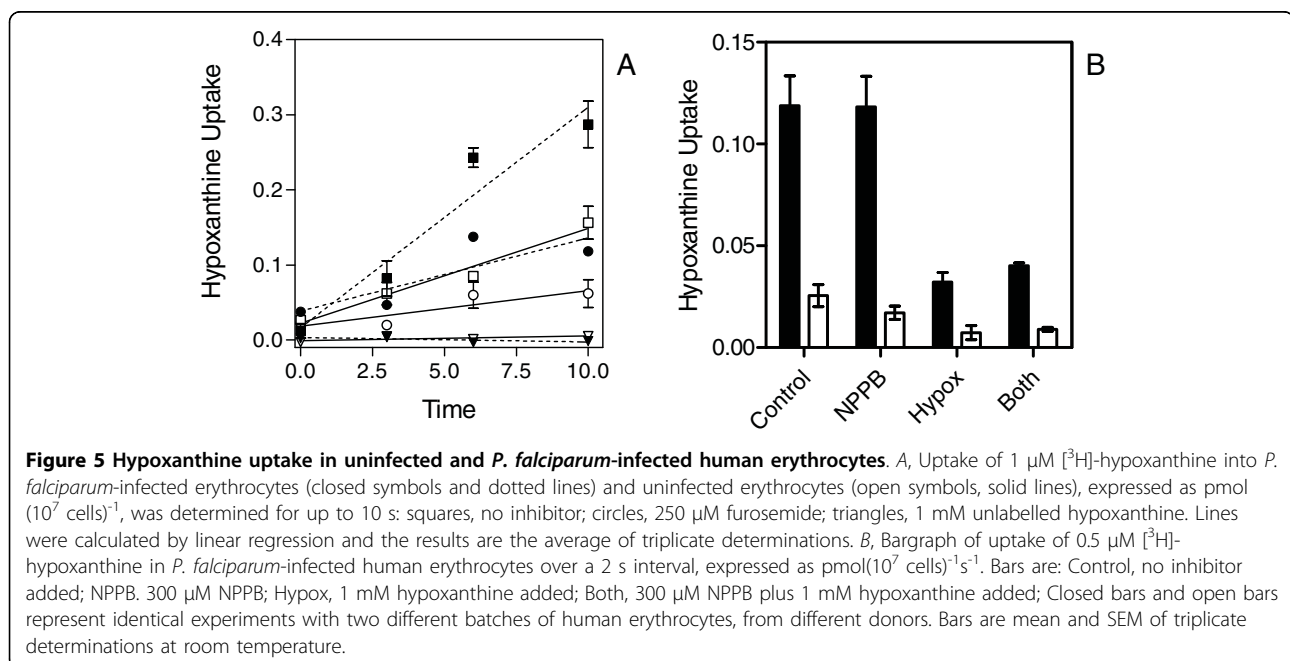 0.4
0.3
0.2
0.1
0.0
Hypoxanthine Uptake
A
0.0 2.5 5.0 7.5 10.0
Time
0.15
0.10
0.05
0.00
Hypoxanthine Uptake
B
Control NPPB Hypox Both
Figure 5 Hypoxanthine uptake in uninfected and P. falciparum-infected human erythrocytes. A, Uptake of 1 μM [³H]-hypoxanthine into P.
falciparum-infected erythrocytes (closed symbols and dotted lines) and uninfected erythrocytes (open symbols, solid lines), expressed as pmol
(10⁷ cells)⁻¹, was determined for up to 10 s: squares, no inhibitor; circles, 250 μM furosemide; triangles, 1 mM unlabelled hypoxanthine. Lines
were calculated by linear regression and the results are the average of triplicate determinations. B, Bargraph of uptake of 0.5 μM [³H]-
hypoxanthine in P. falciparum-infected human erythrocytes over a 2 s interval, expressed as pmol(10⁷ cells)⁻¹s⁻¹. Bars are: Control, no inhibitor
added; NPPB. 300 μM NPPB; Hypox, 1 mM hypoxanthine added; Both, 300 μM NPPB plus 1 mM hypoxanthine added; Closed bars and open bars
represent identical experiments with two different batches of human erythrocytes, from different donors. Bars are mean and SEM of triplicate
determinations at room temperature.